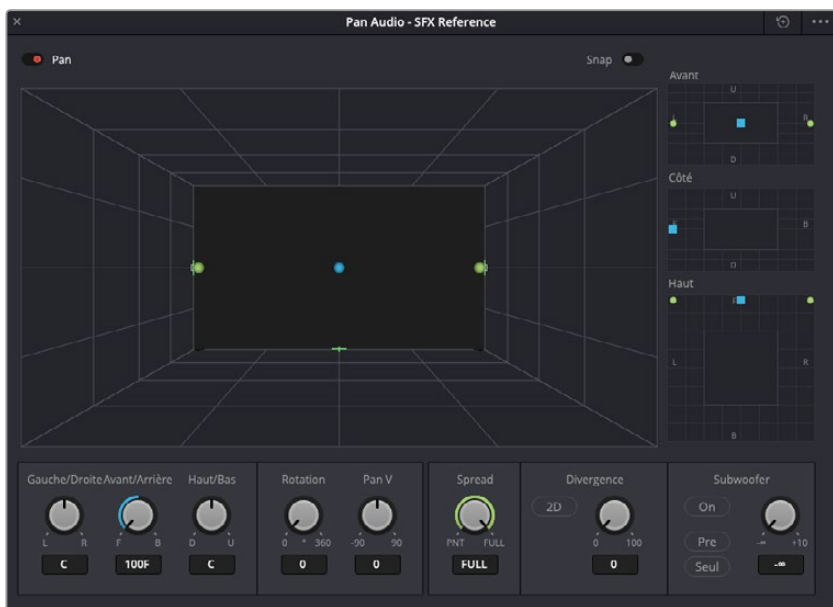 Pan Audio - SFX Reference
Pan
Snap
Avant
U
L R
D
Côté
U
F B
D
Haut
F
L R
B
Gauche/Droite Avant/Arrière Haut/Bas Rotation Pan V Spread Divergence Subwoofer
2D On
L R F B D U 0 ° 360 -90 90 PNT FULL 0 100 Pre -∞ +10
Seul
C 100F C 0 0 FULL 0 -∞